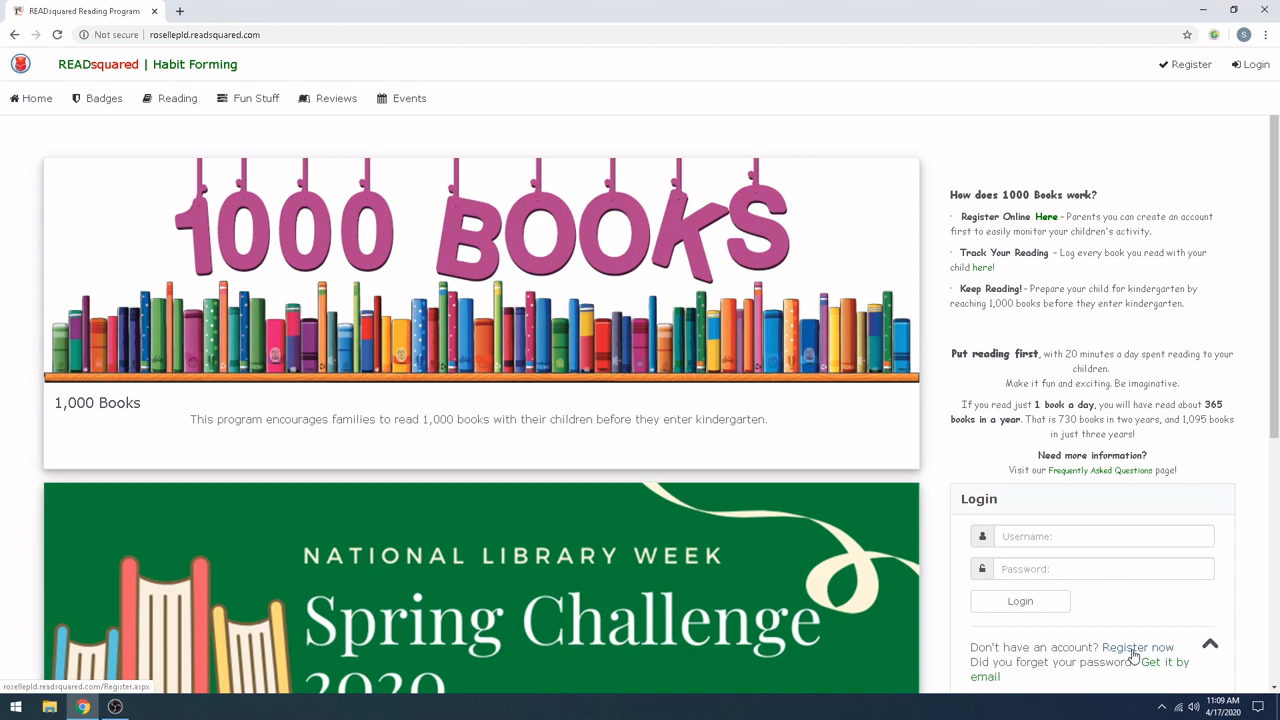 READsquared Reading Program
Not secure | rosellepld.readsquared.com
S
READsquared | Habit Forming
Register
Login
Home
Badges
Reading
Fun Stuff
Reviews
Events
1000 BOOKS
1,000 Books
This program encourages families to read 1,000 books with their children before they enter kindergarten.
NATIONAL LIBRARY WEEK
Spring Challenge
2020
How does 1000 Books work?
· Register Online Here - Parents you can create an account
first to easily monitor your children's activity.
· Track Your Reading - Log every book you read with your
child here!
· Keep Reading! - Prepare your child for kindergarten by
reaching 1,000 books before they enter kindergarten.
Put reading first, with 20 minutes a day spent reading to your
children.
Make it fun and exciting. Be imaginative.
If you read just 1 book a day, you will have read about 365
books in a year. That is 730 books in two years, and 1,095 books
in just three years!
Need more information?
Visit our Frequently Asked Questions page!
Login
Username:
Password:
Login
Don't have an account? Register now
Did you forget your password? Get it by
email
rosellepld.readsquared.com/Register.aspx
11:09 AM
4/17/2020